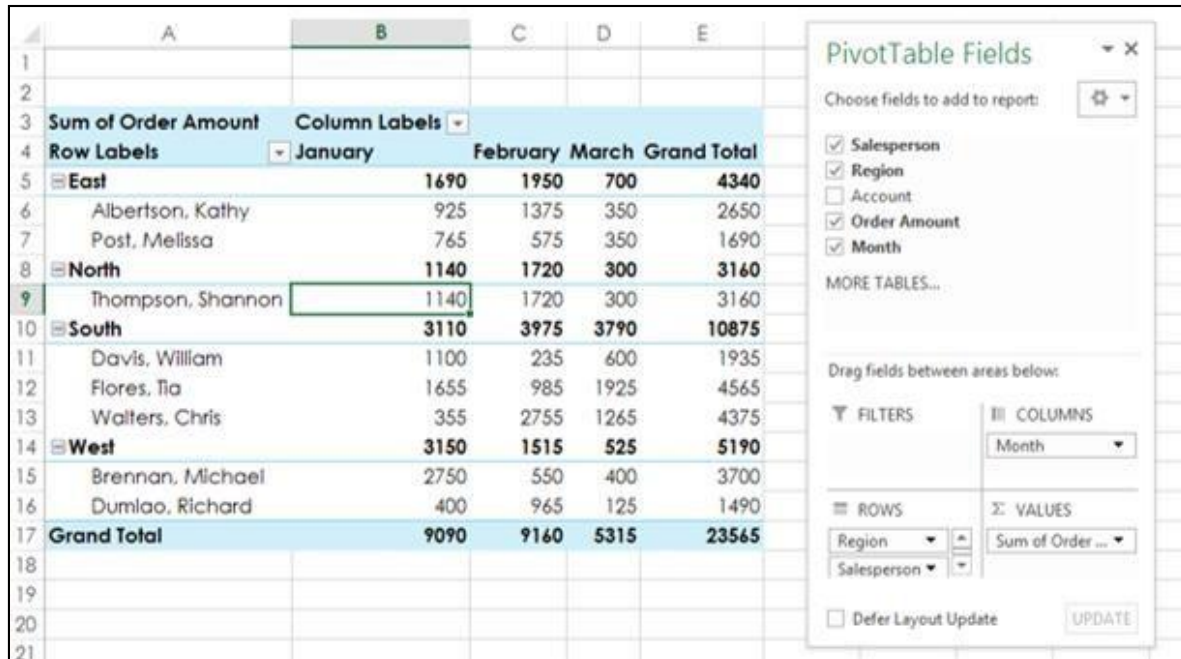 A B C D E
1
2
3 Sum of Order Amount Column Labels
4 Row Labels January February March Grand Total
5 East 1690 1950 700 4340
6 Albertson, Kathy 925 1375 350 2650
7 Post, Melissa 765 575 350 1690
8 North 1140 1720 300 3160
9 Thompson, Shannon 1140 1720 300 3160
10 South 3110 3975 3790 10875
11 Davis, William 1100 235 600 1935
12 Flores, Tia 1655 985 1925 4565
13 Walters, Chris 355 2755 1265 4375
14 West 3150 1515 525 5190
15 Brennan, Michael 2750 550 400 3700
16 Dumlao, Richard 400 965 125 1490
17 Grand Total 9090 9160 5315 23565
18
19
20
21
PivotTable Fields
Choose fields to add to report:
Salesperson
Region
Account
Order Amount
Month
MORE TABLES...
Drag fields between areas below:
FILTERS COLUMNS
Month
ROWS Σ VALUES
Region Sum of Order ...
Salesperson
Defer Layout Update UPDATE